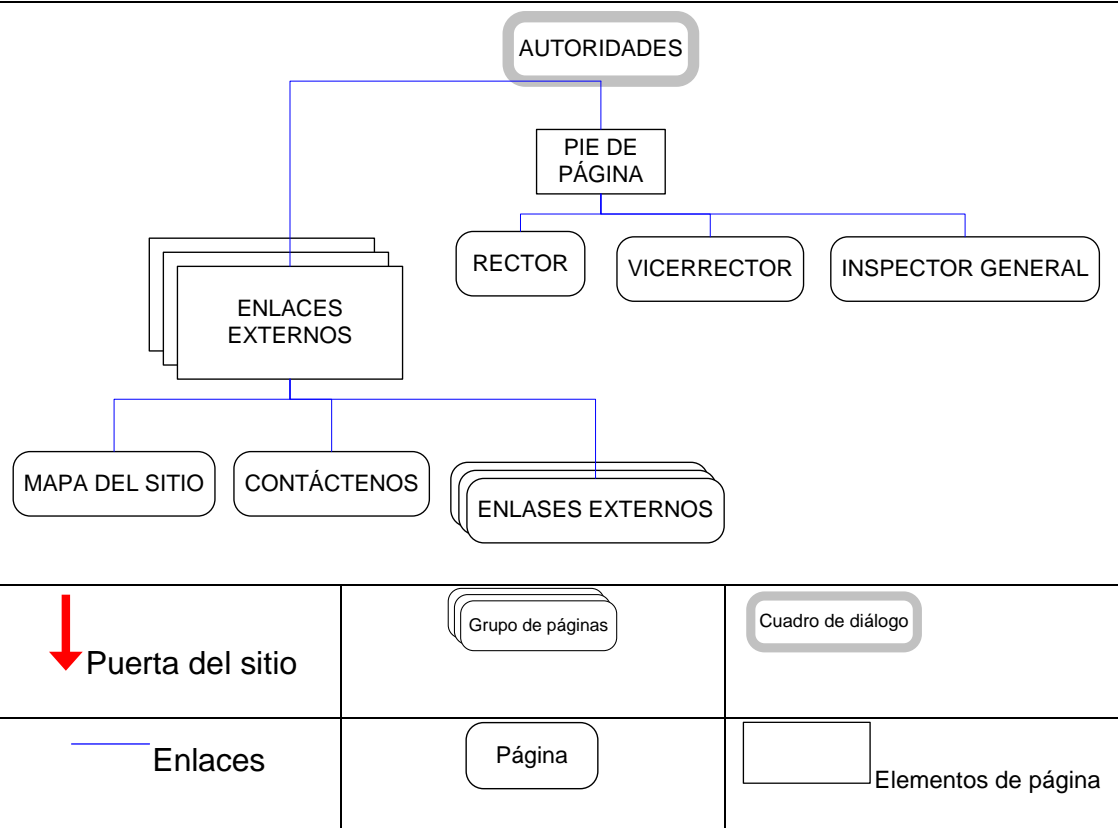 AUTORIDADES
PIE DE
PÁGINA
RECTOR
VICERRECTOR
INSPECTOR GENERAL
ENLACES
EXTERNOS
MAPA DEL SITIO
CONTÁCTENOS
ENLASES EXTERNOS
Puerta del sitio
Grupo de páginas
Cuadro de diálogo
Enlaces
Página
Elementos de página